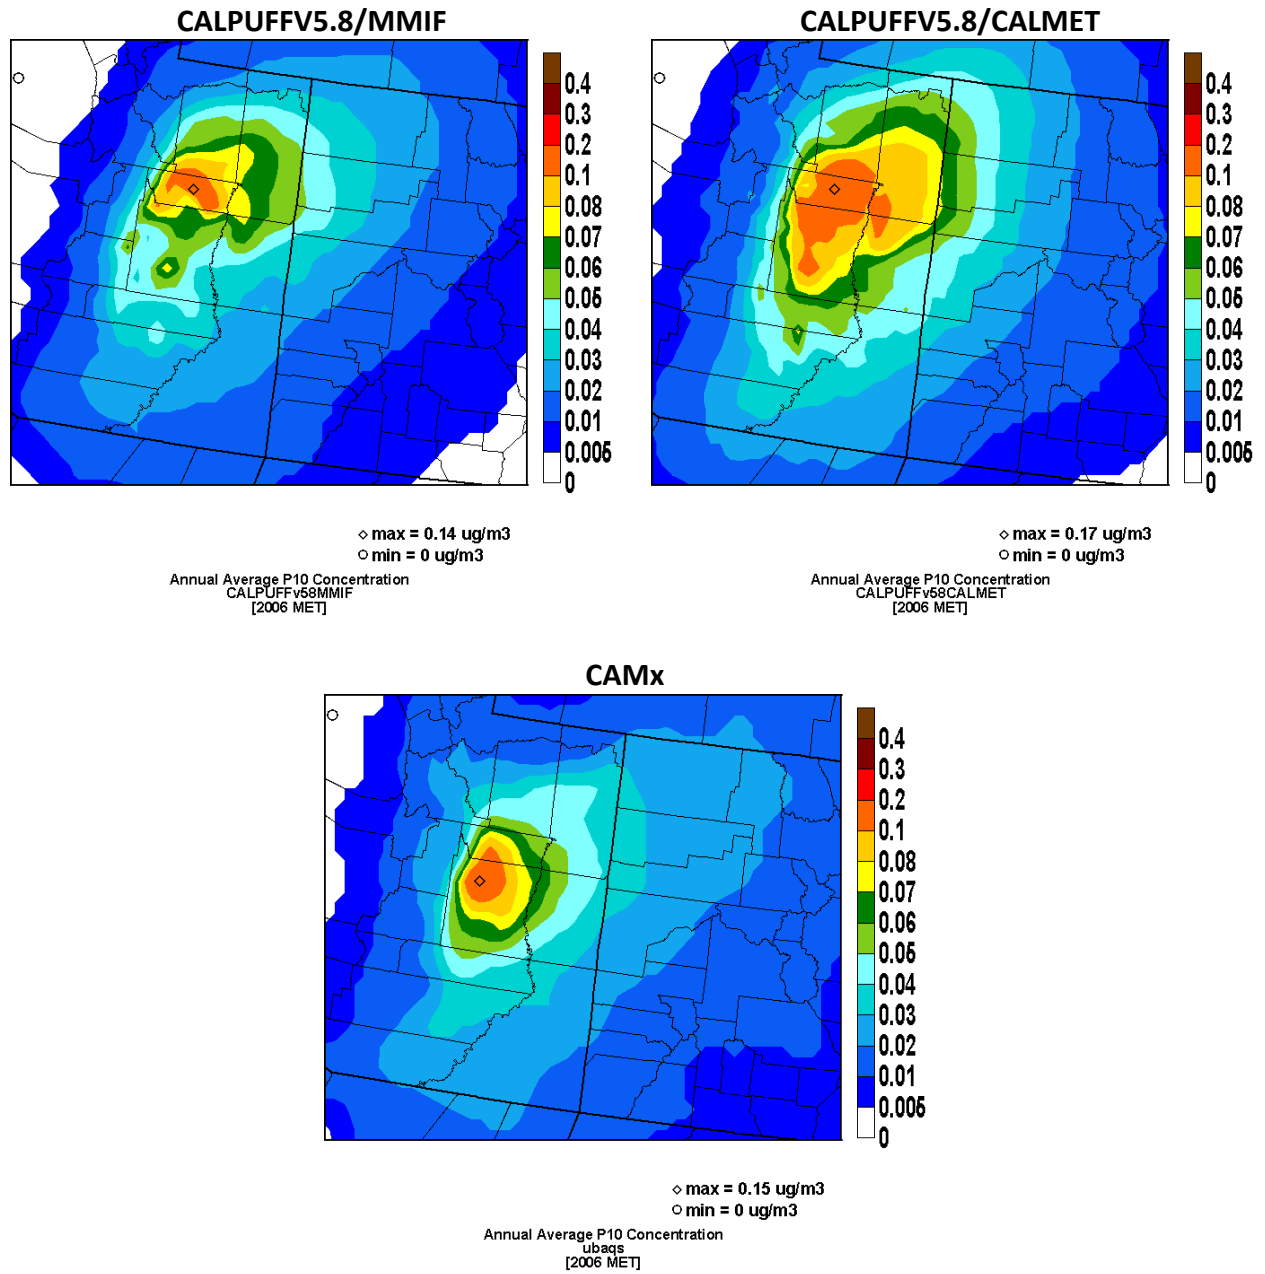 CALPUFFV5.8/MMIF
0.4
0.3
0.2
0.1
0.08
0.07
0.06
0.05
0.04
0.03
0.02
0.01
0.005
0
max = 0.14 ug/m3
min = 0 ug/m3
Annual Average P10 Concentration
CALPUFFv58MMIF
[2006 MET]
CALPUFFV5.8/CALMET
0.4
0.3
0.2
0.1
0.08
0.07
0.06
0.05
0.04
0.03
0.02
0.01
0.005
0
max = 0.17 ug/m3
min = 0 ug/m3
Annual Average P10 Concentration
CALPUFFv58CALMET
[2006 MET]
CAMx
0.4
0.3
0.2
0.1
0.08
0.07
0.06
0.05
0.04
0.03
0.02
0.01
0.005
0
max = 0.15 ug/m3
min = 0 ug/m3
Annual Average P10 Concentration
ubaqs
[2006 MET]